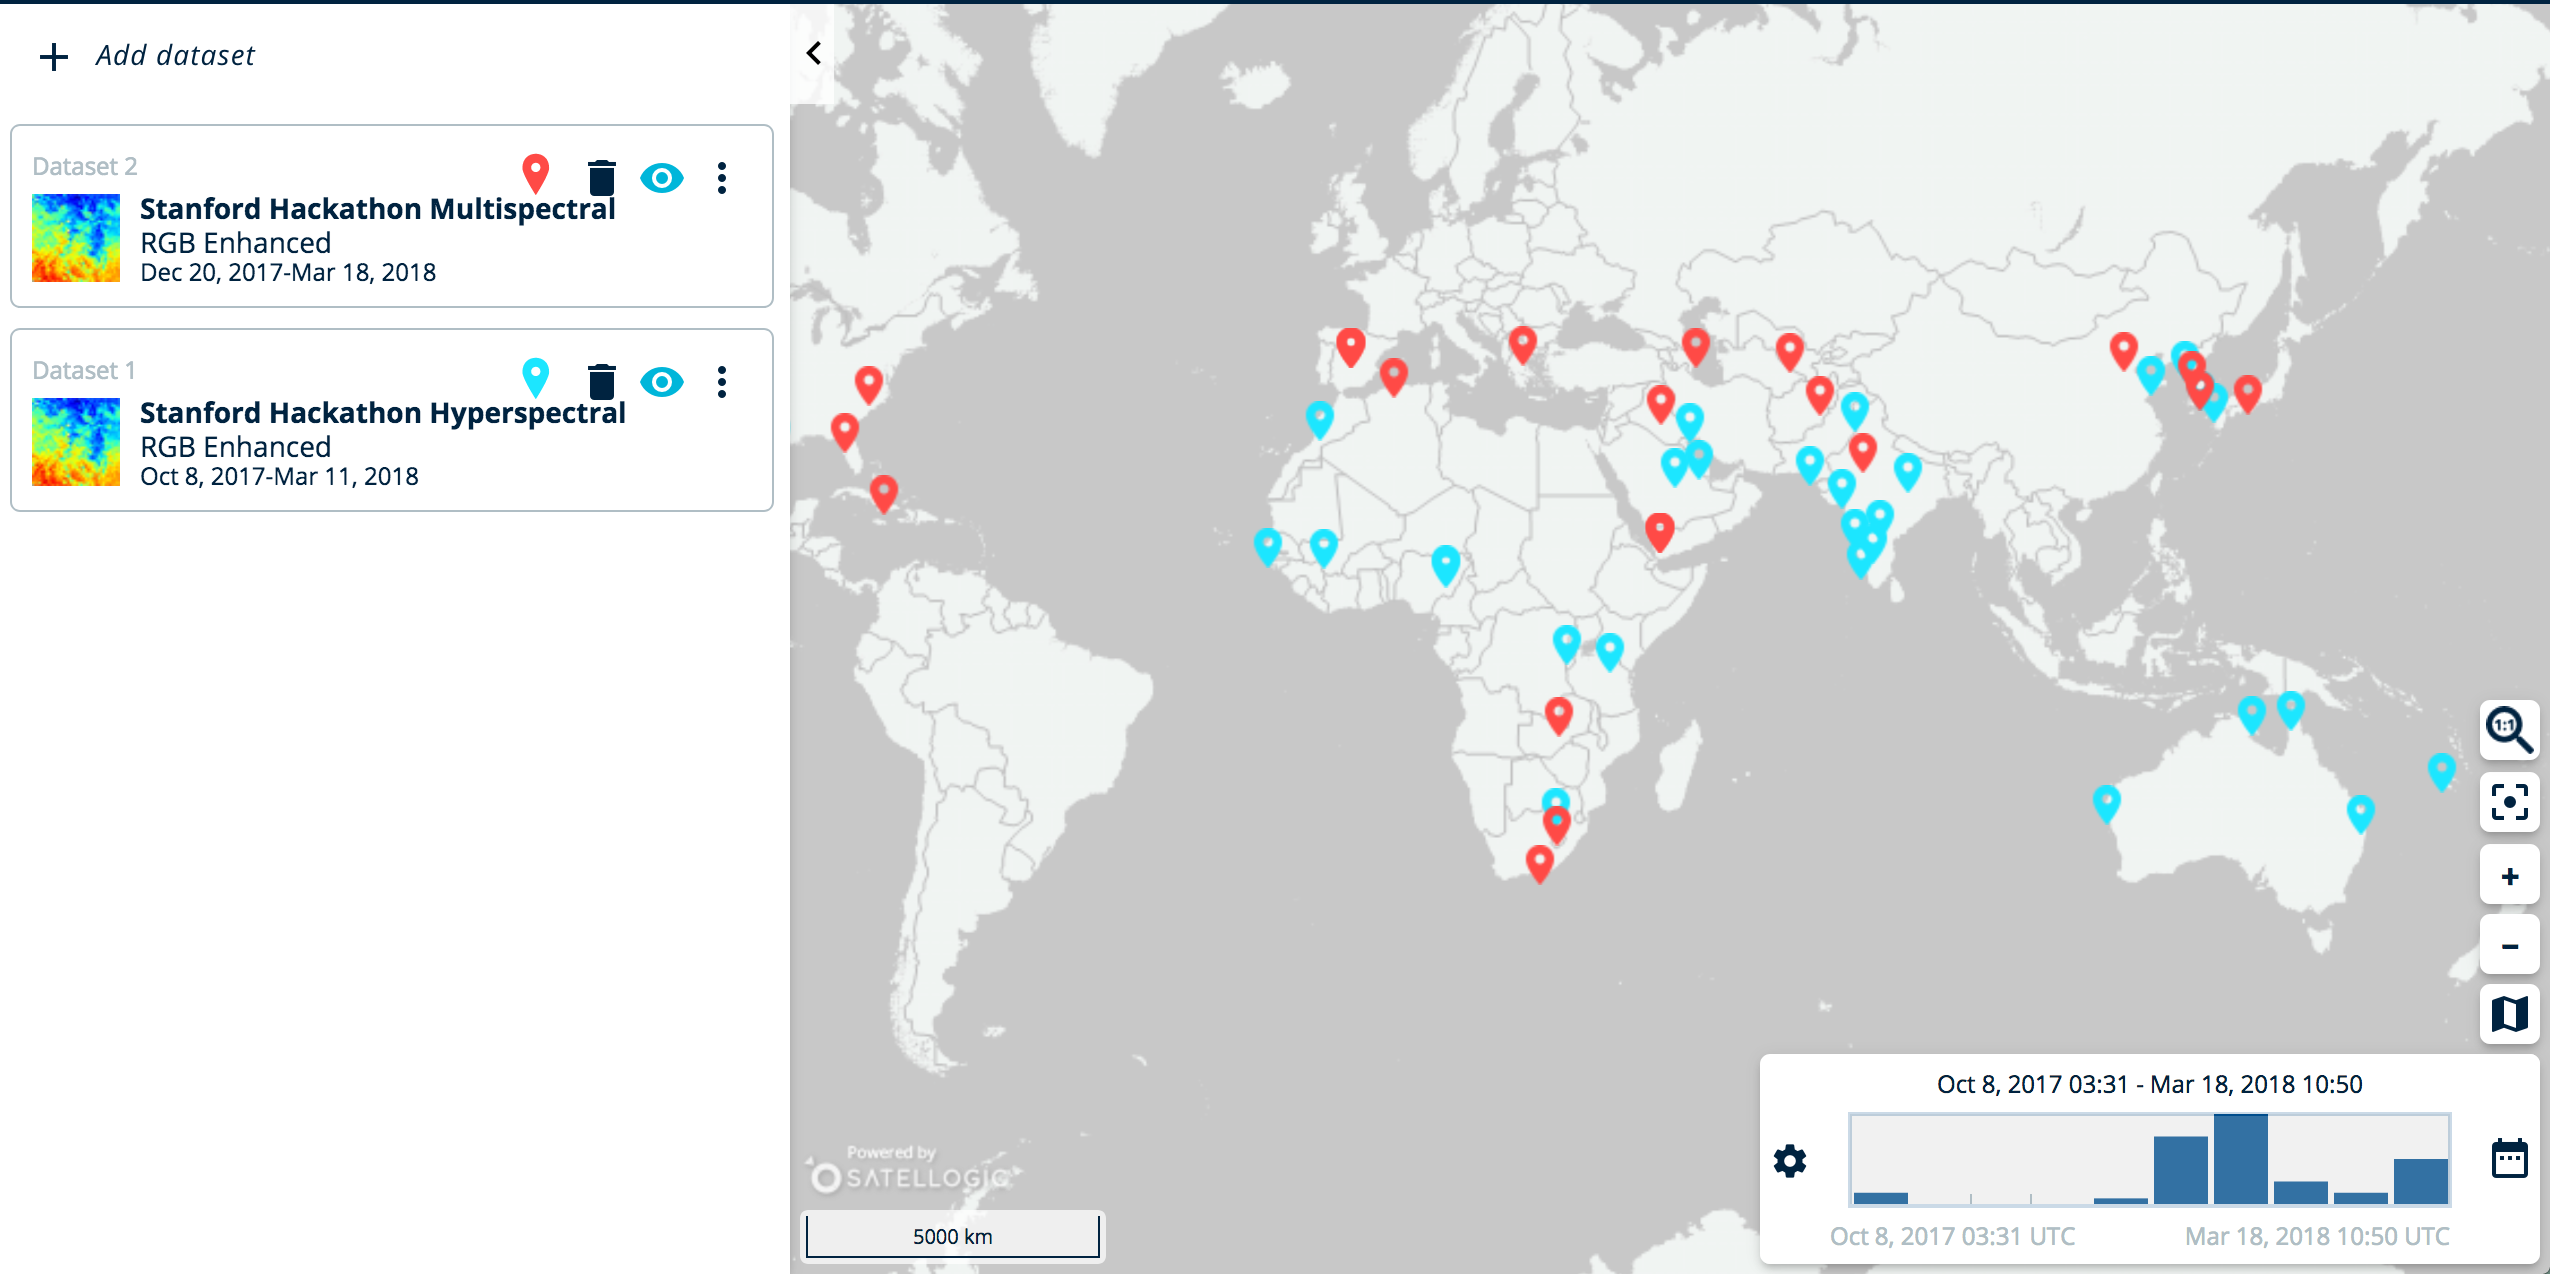 Add dataset
Dataset 2
Stanford Hackathon Multispectral
RGB Enhanced
Dec 20, 2017-Mar 18, 2018
Dataset 1
Stanford Hackathon Hyperspectral
RGB Enhanced
Oct 8, 2017-Mar 11, 2018
1:1
Oct 8, 2017 03:31 - Mar 18, 2018 10:50
Oct 8, 2017 03:31 UTC
Mar 18, 2018 10:50 UTC
Powered by
SATELLOGIC
5000 km